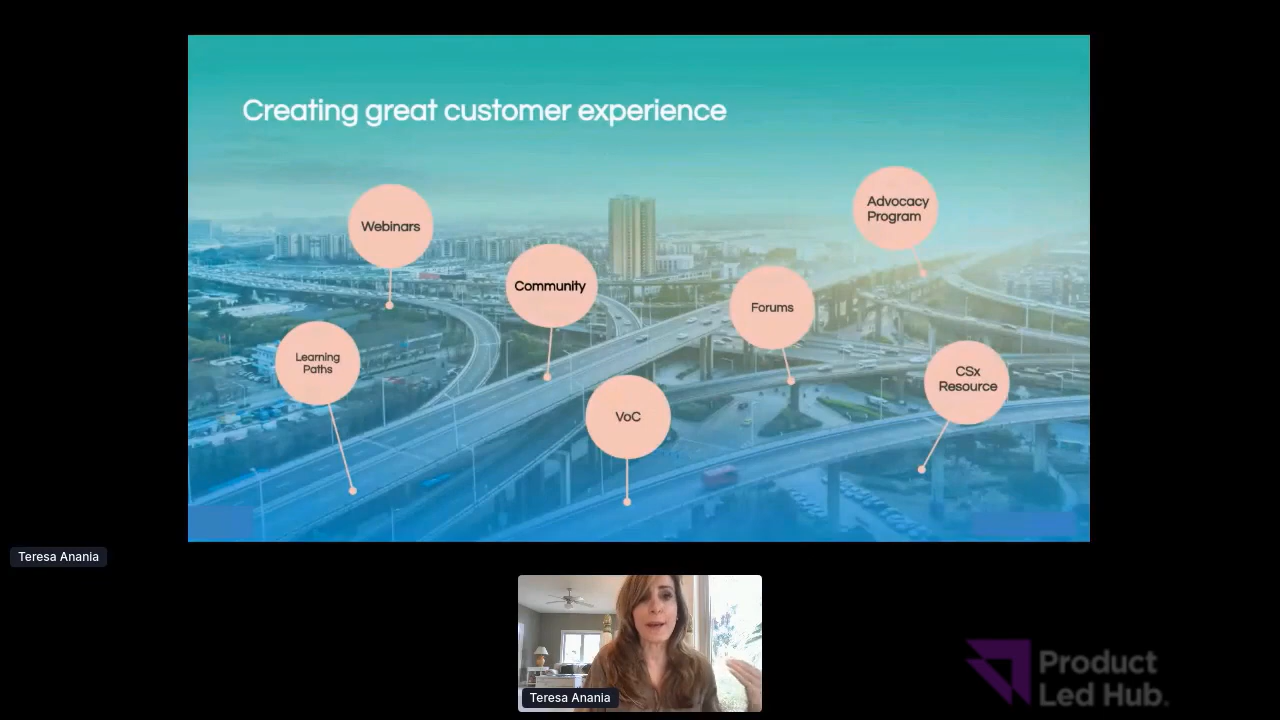 Creating great customer experience
Webinars
Advocacy
Program
Community
Forums
Learning
Paths
CSx
Resource
VoC
Teresa Anania
Teresa Anania
Product
Led Hub.